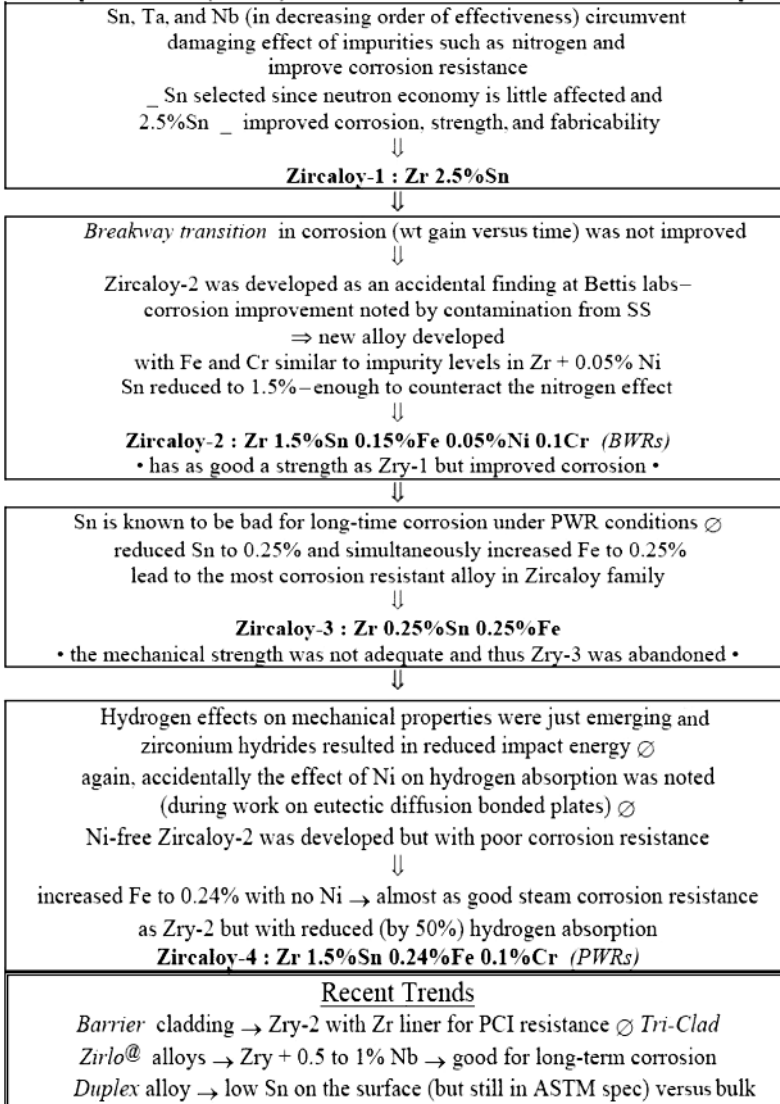 Sn, Ta, and Nb (in decreasing order of effectiveness) circumvent
damaging effect of impurities such as nitrogen and
improve corrosion resistance
_ Sn selected since neutron economy is little affected and
2.5%Sn _ improved corrosion, strength, and fabricability
⇓
Zircaloy-1 : Zr 2.5%Sn
⇓
Breakway transition in corrosion (wt gain versus time) was not improved
⇓
Zircaloy-2 was developed as an accidental finding at Bettis labs–
corrosion improvement noted by contamination from SS
⇒ new alloy developed
with Fe and Cr similar to impurity levels in Zr + 0.05% Ni
Sn reduced to 1.5%–enough to counteract the nitrogen effect
⇓
Zircaloy-2 : Zr 1.5%Sn 0.15%Fe 0.05%Ni 0.1Cr (BWRs)
• has as good a strength as Zry-1 but improved corrosion •
⇓
Sn is known to be bad for long-time corrosion under PWR conditions ∅
reduced Sn to 0.25% and simultaneously increased Fe to 0.25%
lead to the most corrosion resistant alloy in Zircaloy family
⇓
Zircaloy-3 : Zr 0.25%Sn 0.25%Fe
• the mechanical strength was not adequate and thus Zry-3 was abandoned •
⇓
Hydrogen effects on mechanical properties were just emerging and
zirconium hydrides resulted in reduced impact energy ∅
again, accidentally the effect of Ni on hydrogen absorption was noted
(during work on eutectic diffusion bonded plates) ∅
Ni-free Zircaloy-2 was developed but with poor corrosion resistance
⇓
increased Fe to 0.24% with no Ni → almost as good steam corrosion resistance
as Zry-2 but with reduced (by 50%) hydrogen absorption
Zircaloy-4 : Zr 1.5%Sn 0.24%Fe 0.1%Cr (PWRs)
Recent Trends
Barrier cladding → Zry-2 with Zr liner for PCI resistance ∅ Tri-Clad
Zirlo@ alloys → Zry + 0.5 to 1% Nb → good for long-term corrosion
Duplex alloy → low Sn on the surface (but still in ASTM spec) versus bulk